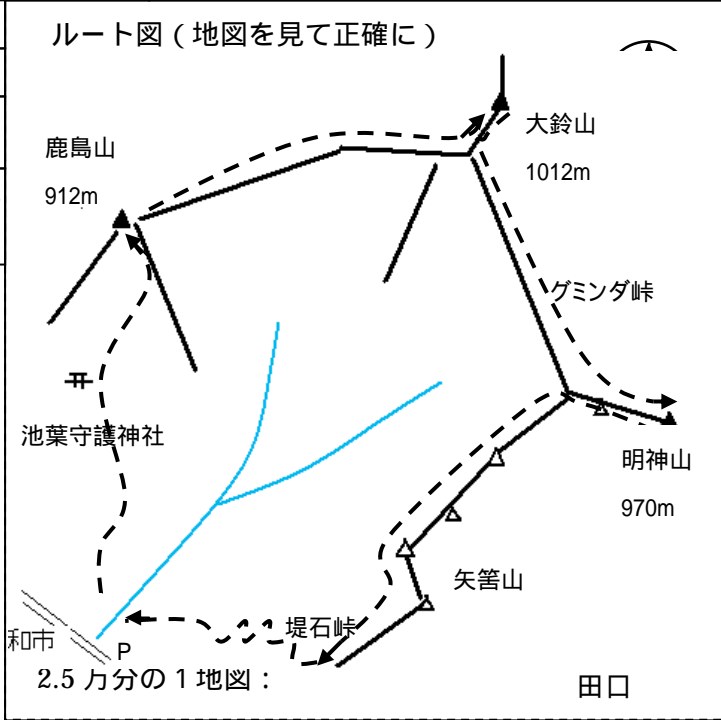 ルート図（地図を見て正確に）
大鈴山
1012m
鹿島山
912m
グミンダ峠
池葉守護神社
明神山
970m
矢筈山
堤石峠
和市
P
2.5万分の1地図：
田口